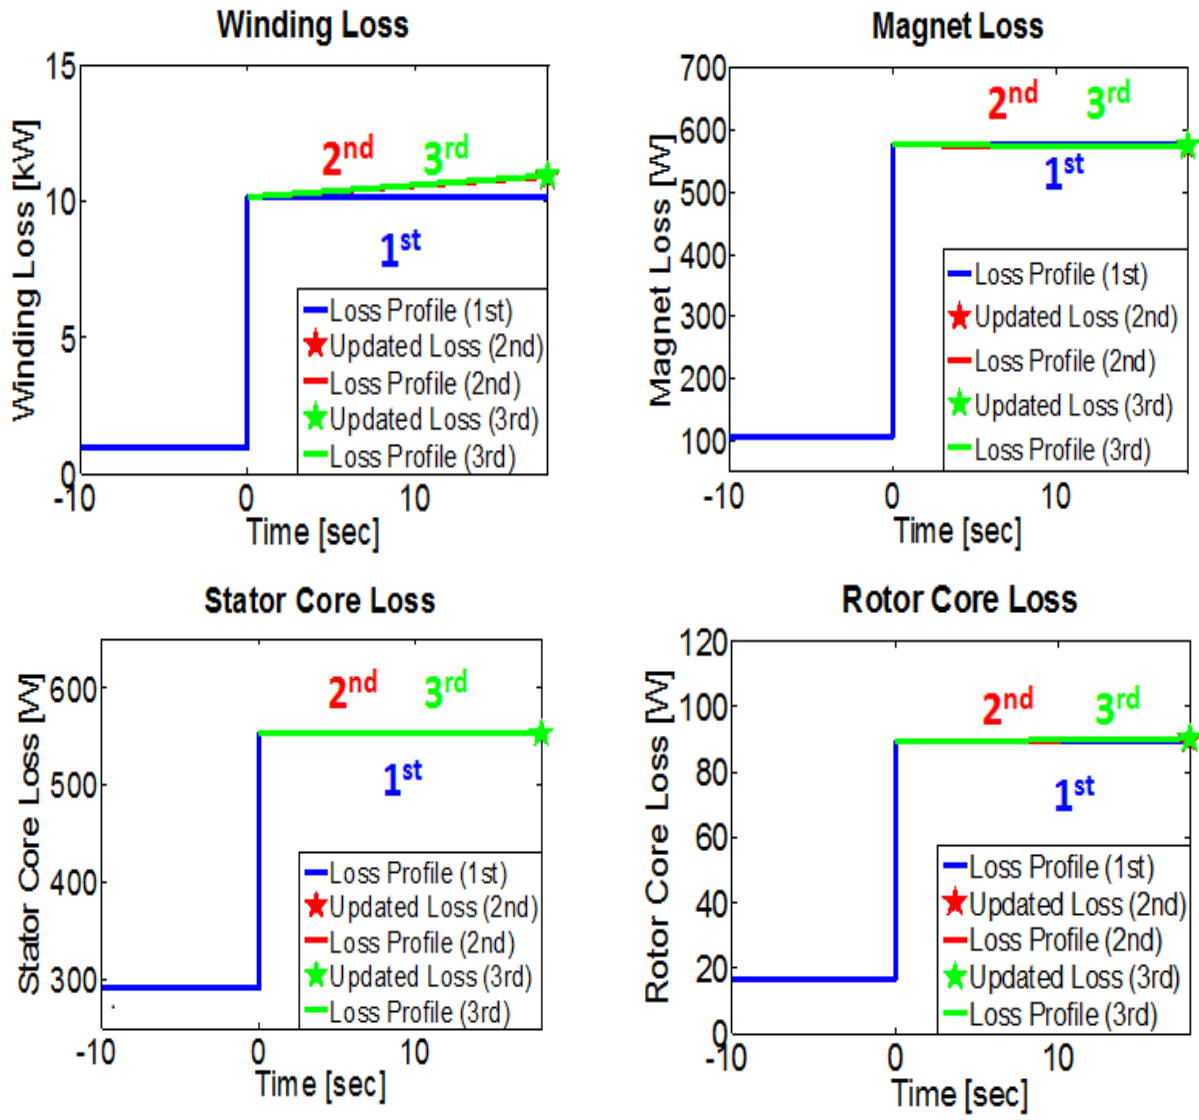 Winding Loss
Winding Loss [kW]
15
10
5
0
-10
0
10
Time [sec]
2nd
3rd
1st
Loss Profile (1st)
Updated Loss (2nd)
Loss Profile (2nd)
Updated Loss (3rd)
Loss Profile (3rd)
Magnet Loss
Magnet Loss [W]
700
600
500
400
300
200
100
-10
0
10
Time [sec]
2nd
3rd
1st
Loss Profile (1st)
Updated Loss (2nd)
Loss Profile (2nd)
Updated Loss (3rd)
Loss Profile (3rd)
Stator Core Loss
Stator Core Loss [W]
600
500
400
300
-10
0
10
Time [sec]
2nd
3rd
1st
Loss Profile (1st)
Updated Loss (2nd)
Loss Profile (2nd)
Updated Loss (3rd)
Loss Profile (3rd)
Rotor Core Loss
Rotor Core Loss [W]
120
100
80
60
40
20
0
-10
0
10
Time [sec]
2nd
3rd
1st
Loss Profile (1st)
Updated Loss (2nd)
Loss Profile (2nd)
Updated Loss (3rd)
Loss Profile (3rd)